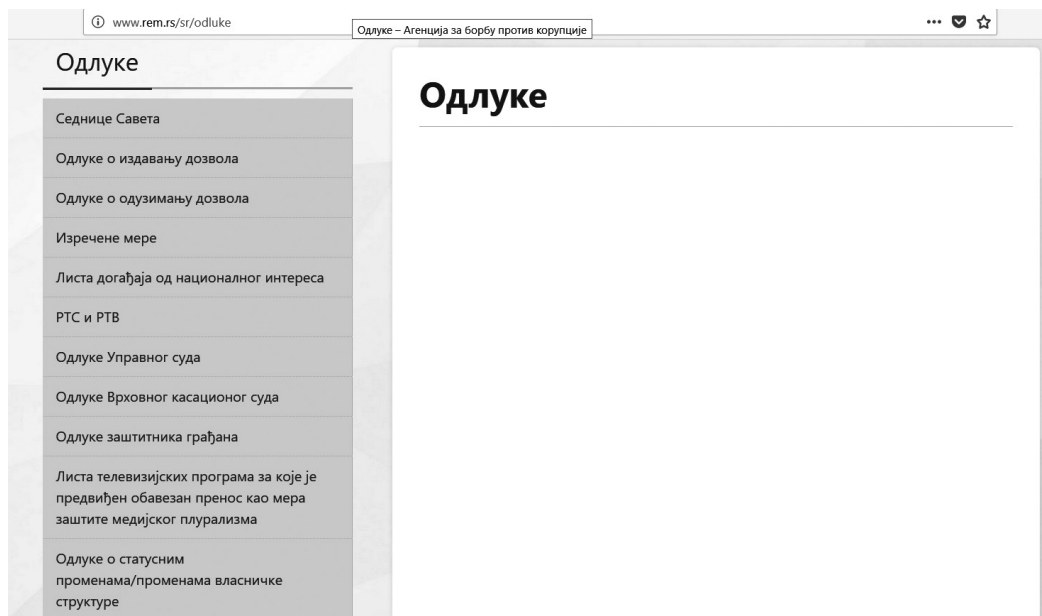 www.rem.rs/sr/odluke
Одлуке – Агенција за борбу против корупције
Одлуке
Седнице Савета
Одлуке о издавању дозвола
Одлуке о одузимању дозвола
Изречене мере
Листа догађаја од националног интереса
РТС и РТВ
Одлуке Управног суда
Одлуке Врховног касационог суда
Одлуке заштитника грађана
Листа телевизијских програма за које је
предвиђен обавезан пренос као мера
заштите медијског плурализма
Одлуке о статусним
променама/променама власничке
структуре
Одлуке